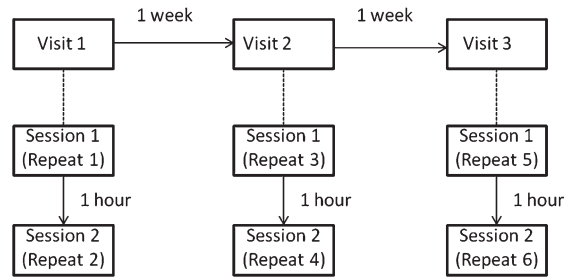 1 week
1 week
Visit 1
Visit 2
Visit 3
Session 1
(Repeat 1)
Session 1
(Repeat 3)
Session 1
(Repeat 5)
1 hour
1 hour
1 hour
Session 2
(Repeat 2)
Session 2
(Repeat 4)
Session 2
(Repeat 6)